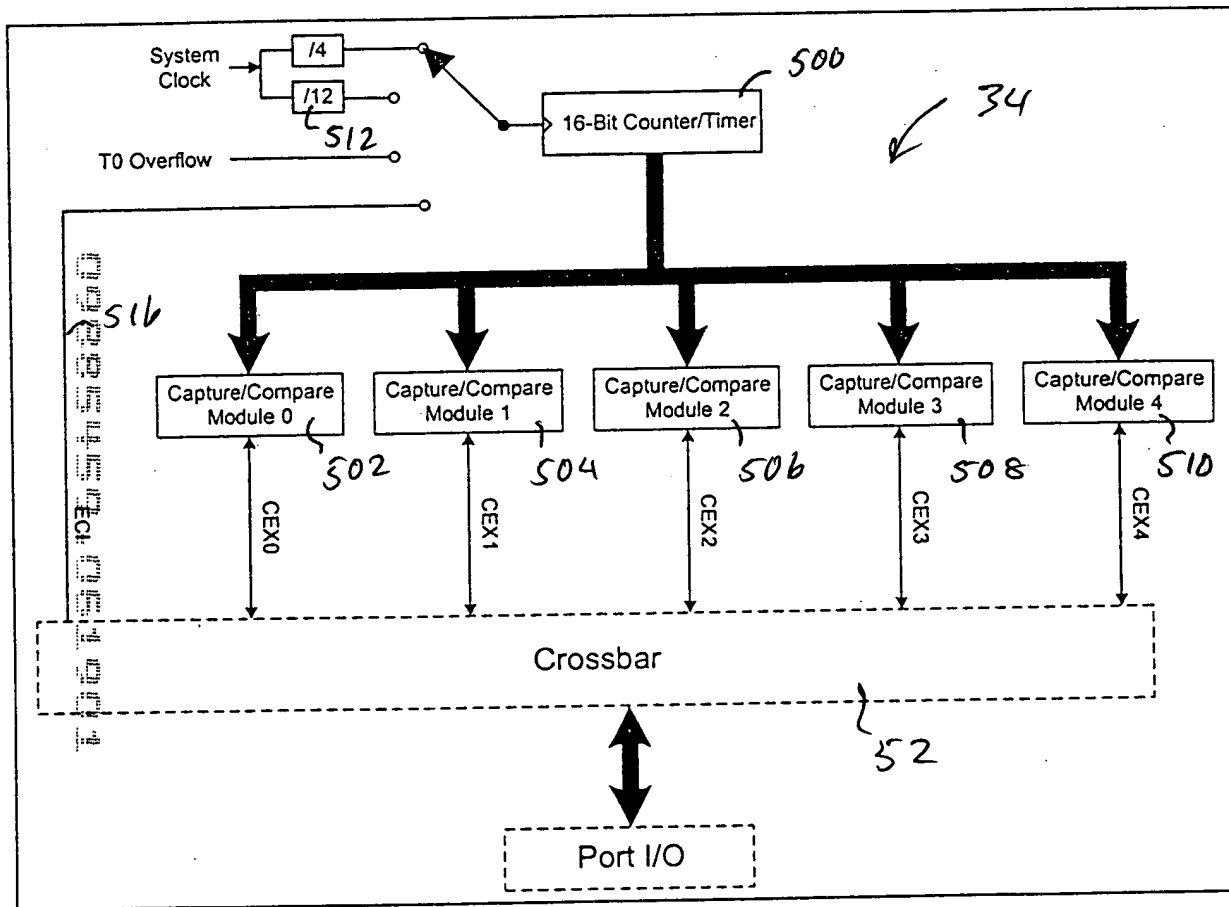 System
Clock
/4
/12
512
T0 Overflow
500
16-Bit Counter/Timer
34
516
Capture/Compare
Module 0
502
Capture/Compare
Module 1
504
Capture/Compare
Module 2
506
Capture/Compare
Module 3
508
Capture/Compare
Module 4
510
ECI
CEX0
CEX1
CEX2
CEX3
CEX4
Crossbar
52
Port I/O